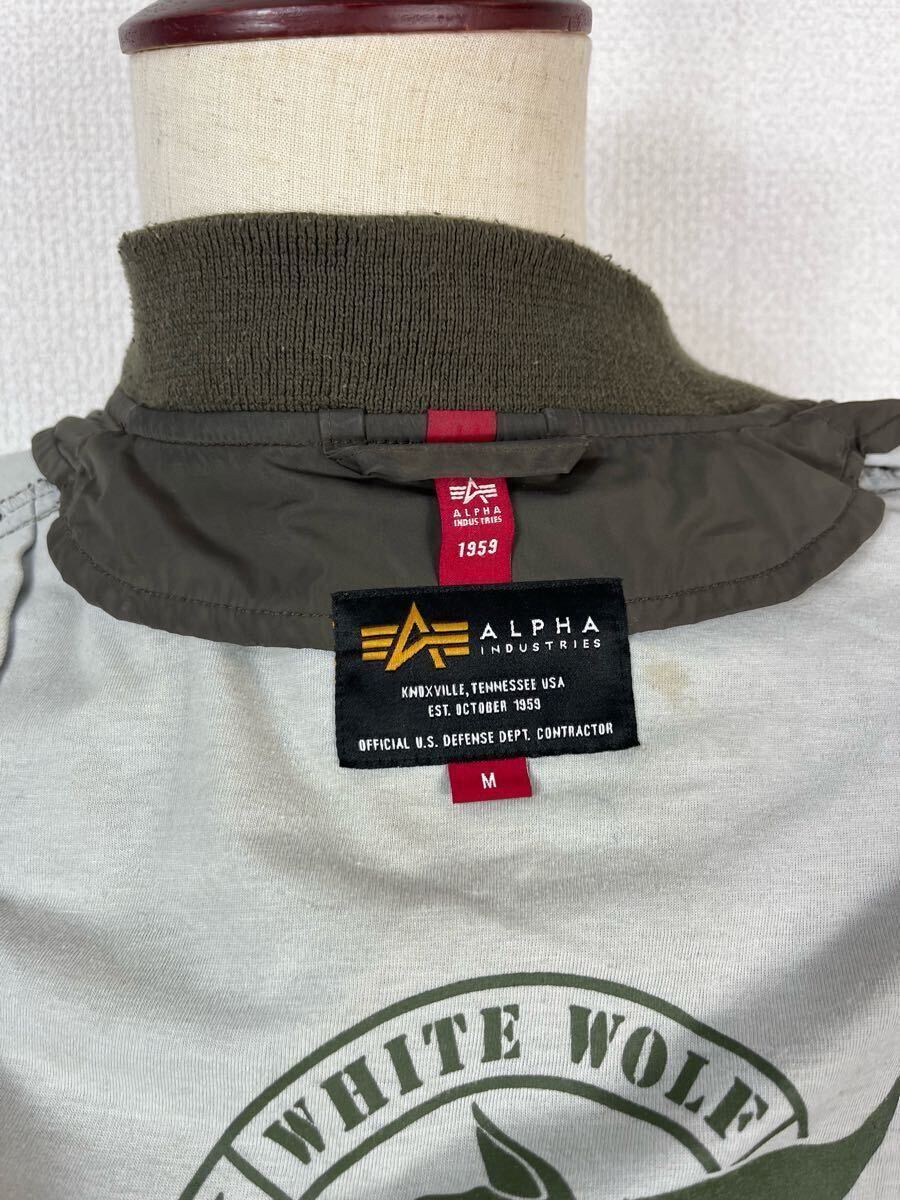 ALPHA
INDUSTRIES
1959
ALPHA
INDUSTRIES
KNOXVILLE, TENNESSEE USA
EST. OCTOBER 1959
OFFICIAL U.S. DEFENSE DEPT. CONTRACTOR
M
WHITE WOLF